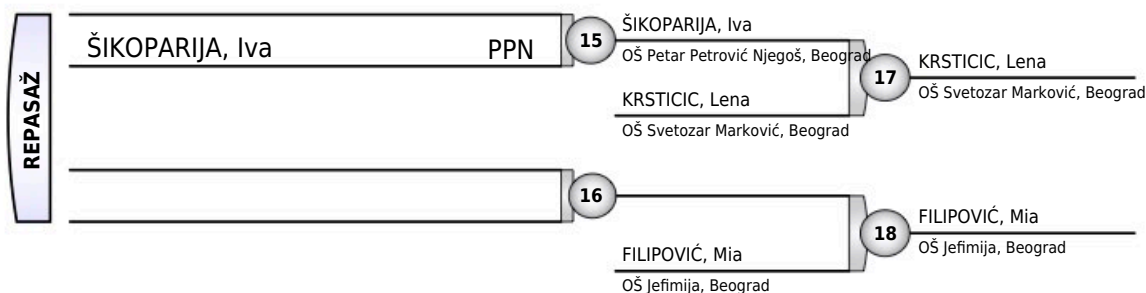 REPASAŽ
ŠIKOPARIJA, Iva PPN
15
ŠIKOPARIJA, Iva
OŠ Petar Petrović Njegoš, Beograd
KRSTICIC, Lena
OŠ Svetozar Marković, Beograd
17
KRSTICIC, Lena
OŠ Svetozar Marković, Beograd
16
FILIPOVIĆ, Mia
OŠ Jefimija, Beograd
18
FILIPOVIĆ, Mia
OŠ Jefimija, Beograd